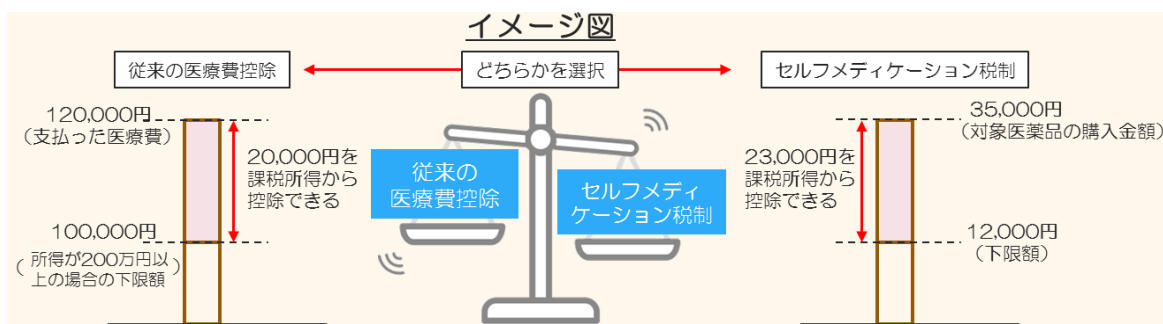 イメージ図
従来の医療費控除
どちらかを選択
セルフメディケーション税制
120,000円
（支払った医療費）
20,000円を
課税所得から
控除できる
100,000円
（所得が200万円以
上の場合の下限額）
従来の
医療費控除
セルフメディ
ケーション税制
23,000円を
課税所得から
控除できる
35,000円
（対象医薬品の購入金額）
12,000円
（下限額）